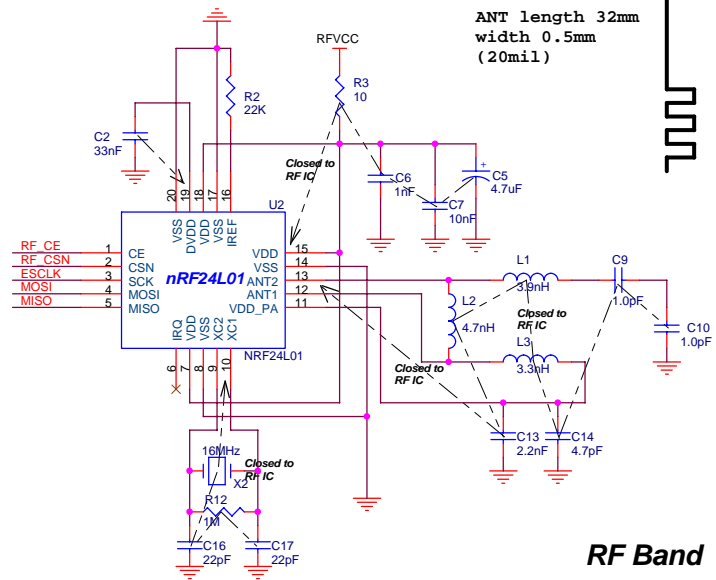 ANT length 32mm
width 0.5mm
(20mil)
RFVCC
R2
22K
R3
10
C2
33nF
Closed to
RF IC
C6
1nF
C7
10nF
C5
+
4.7uF
U2
20
19
18
17
16
VSS
DVDD
VDD
VSS
IREF
RF_CE
RF_CSN
ESCLK
MOSI
MISO
1
2
3
4
5
CE
CSN
SCK
MOSI
MISO
nRF24L01
VDD
VSS
ANT2
ANT1
VDD_PA
15
14
13
12
11
IRQ
VDD
VSS
XC2
XC1
6
7
8
9
10
NRF24L01
L1
3.9nH
C9
1.0pF
L2
4.7nH
Closed to
RF IC
C10
1.0pF
L3
3.3nH
Closed to
RF IC
C13
2.2nF
C14
4.7pF
16MHz
X2
Closed to
RF IC
R12
1M
C16
22pF
C17
22pF
RF Band